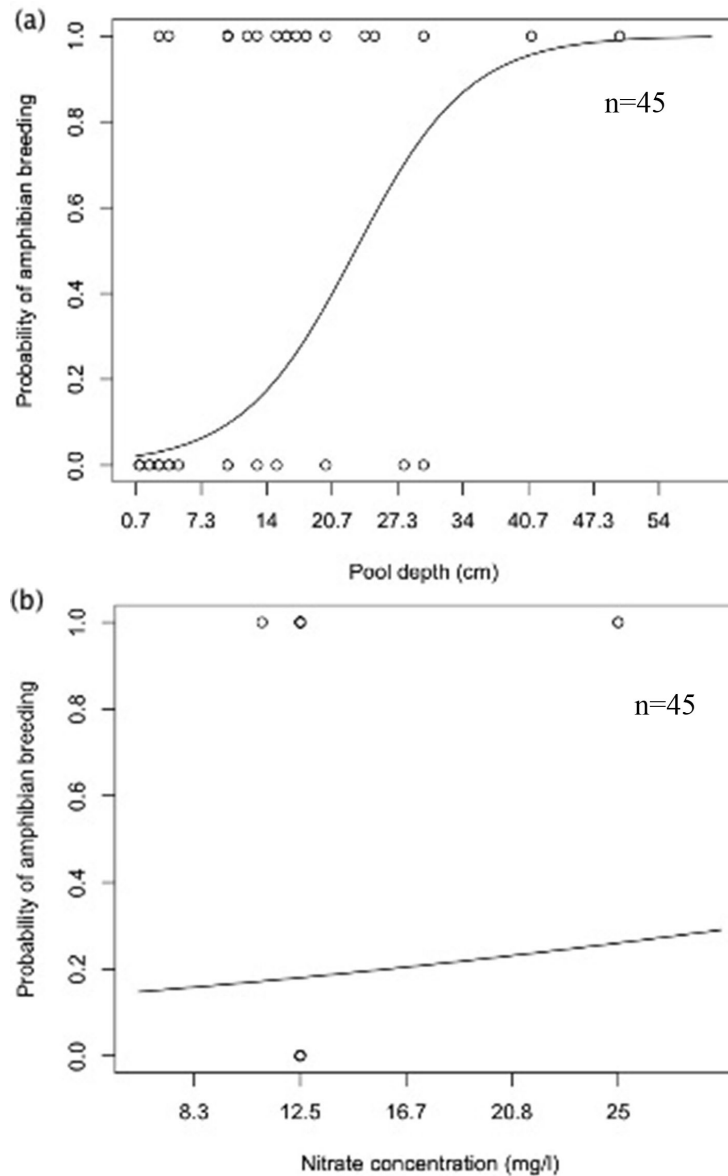 (a)
1.0
n=45
0.8
0.6
0.4
0.2
0.0
Probability of amphibian breeding
0.7 7.3 14 20.7 27.3 34 40.7 47.3 54
Pool depth (cm)
(b)
1.0
n=45
0.8
0.6
0.4
0.2
0.0
Probability of amphibian breeding
8.3 12.5 16.7 20.8 25
Nitrate concentration (mg/l)